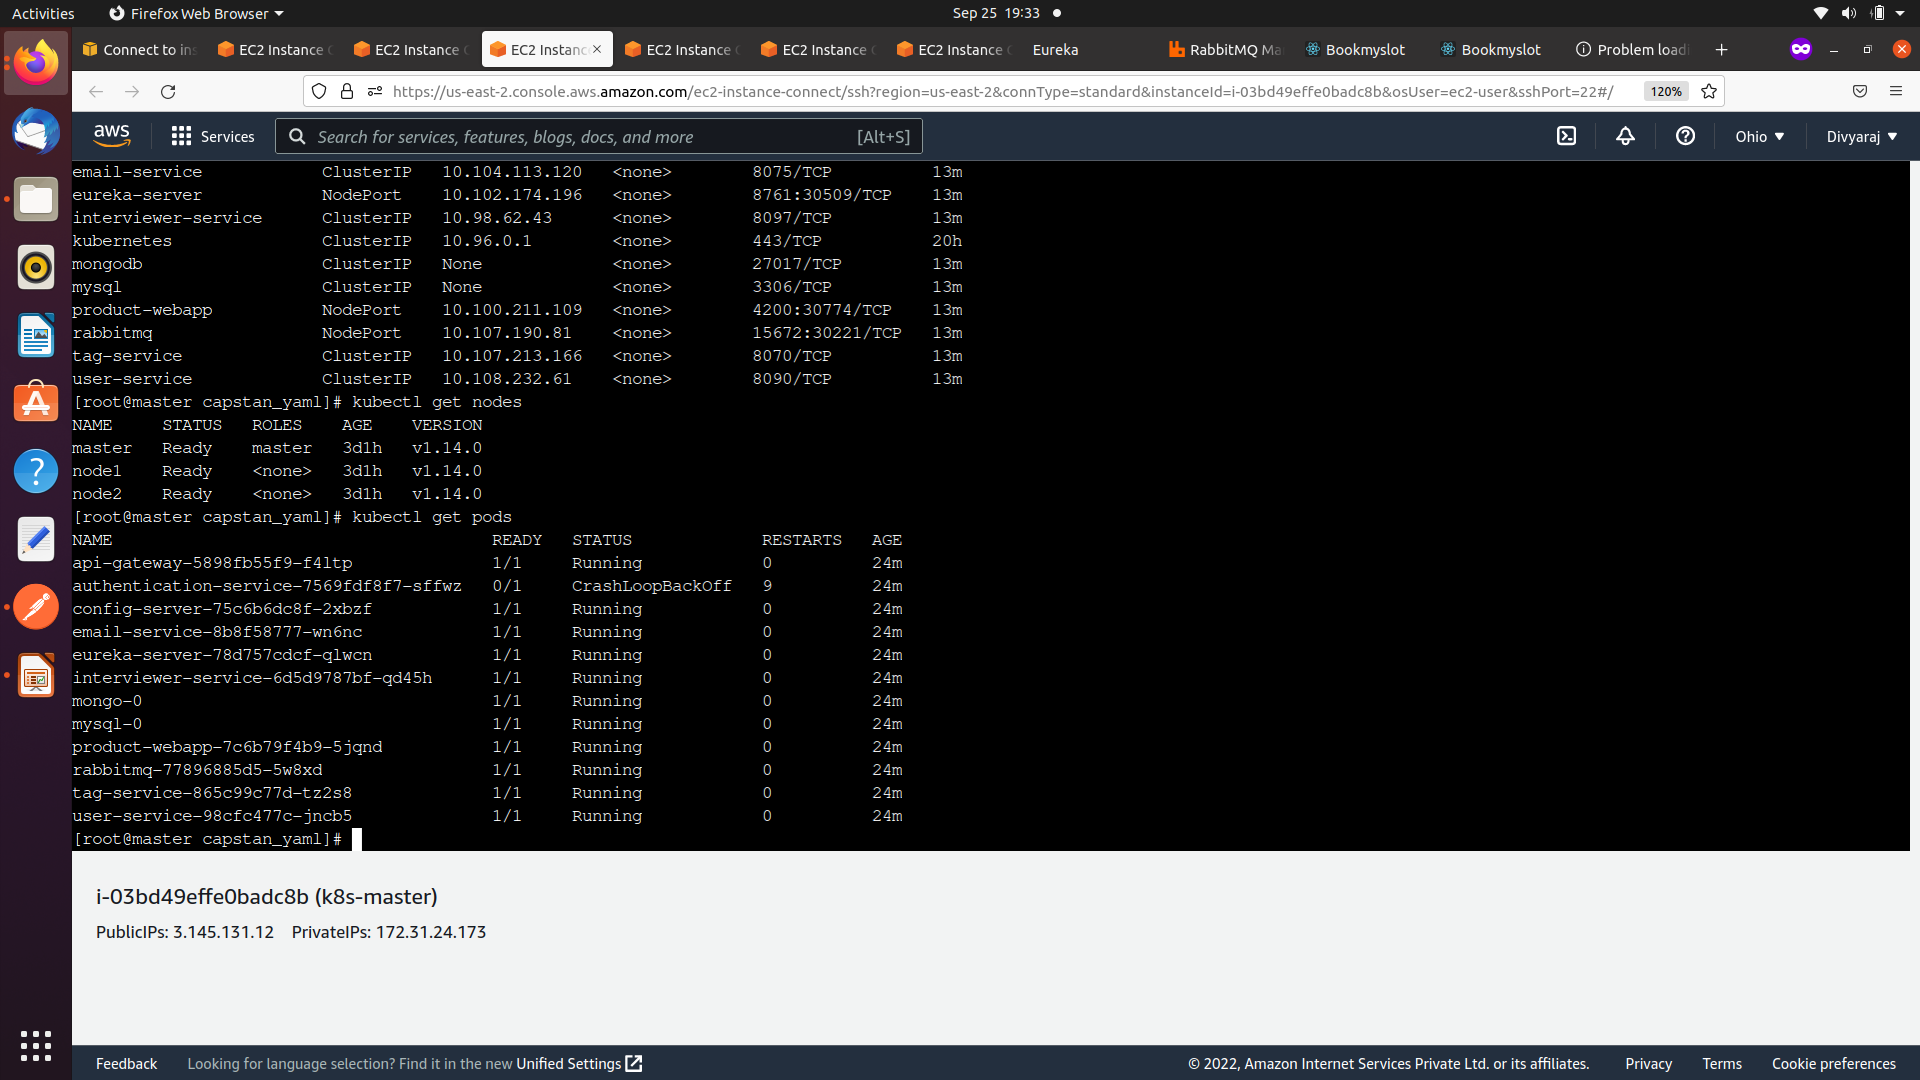 Activities Firefox Web Browser Sep 25 19:33
Connect to ins EC2 Instance EC2 Instance EC2 Instanc EC2 Instance EC2 Instance EC2 Instance Eureka RabbitMQ Ma Bookmyslot Bookmyslot Problem loadi
https://us-east-2.console.aws.amazon.com/ec2-instance-connect/ssh?region=us-east-2&connType=standard&instanceId=i-03bd49effe0badc8b&osUser=ec2-user&sshPort=22#/ 120%
aws Services Search for services, features, blogs, docs, and more [Alt+S] Ohio Divyaraj
email-service ClusterIP 10.104.113.120 <none> 8075/TCP 13m
eureka-server NodePort 10.102.174.196 <none> 8761:30509/TCP 13m
interviewer-service ClusterIP 10.98.62.43 <none> 8097/TCP 13m
kubernetes ClusterIP 10.96.0.1 <none> 443/TCP 20h
mongodb ClusterIP None <none> 27017/TCP 13m
mysql ClusterIP None <none> 3306/TCP 13m
product-webapp NodePort 10.100.211.109 <none> 4200:30774/TCP 13m
rabbitmq NodePort 10.107.190.81 <none> 15672:30221/TCP 13m
tag-service ClusterIP 10.107.213.166 <none> 8070/TCP 13m
user-service ClusterIP 10.108.232.61 <none> 8090/TCP 13m
[root@master capstan_yaml]# kubectl get nodes
NAME STATUS ROLES AGE VERSION
master Ready master 3d1h v1.14.0
node1 Ready <none> 3d1h v1.14.0
node2 Ready <none> 3d1h v1.14.0
[root@master capstan_yaml]# kubectl get pods
NAME READY STATUS RESTARTS AGE
api-gateway-5898fb55f9-f4ltp 1/1 Running 0 24m
authentication-service-7569fdf8f7-sffwz 0/1 CrashLoopBackOff 9 24m
config-server-75c6b6dc8f-2xbzf 1/1 Running 0 24m
email-service-8b8f58777-wn6nc 1/1 Running 0 24m
eureka-server-78d757cdcf-qlwcn 1/1 Running 0 24m
interviewer-service-6d5d9787bf-qd45h 1/1 Running 0 24m
mongo-0 1/1 Running 0 24m
mysql-0 1/1 Running 0 24m
product-webapp-7c6b79f4b9-5jqnd 1/1 Running 0 24m
rabbitmq-77896885d5-5w8xd 1/1 Running 0 24m
tag-service-865c99c77d-tz2s8 1/1 Running 0 24m
user-service-98cfc477c-jncb5 1/1 Running 0 24m
[root@master capstan_yaml]#
i-03bd49effe0badc8b (k8s-master)
PublicIPs: 3.145.131.12 PrivateIPs: 172.31.24.173
Feedback Looking for language selection? Find it in the new Unified Settings © 2022, Amazon Internet Services Private Ltd. or its affiliates. Privacy Terms Cookie preferences